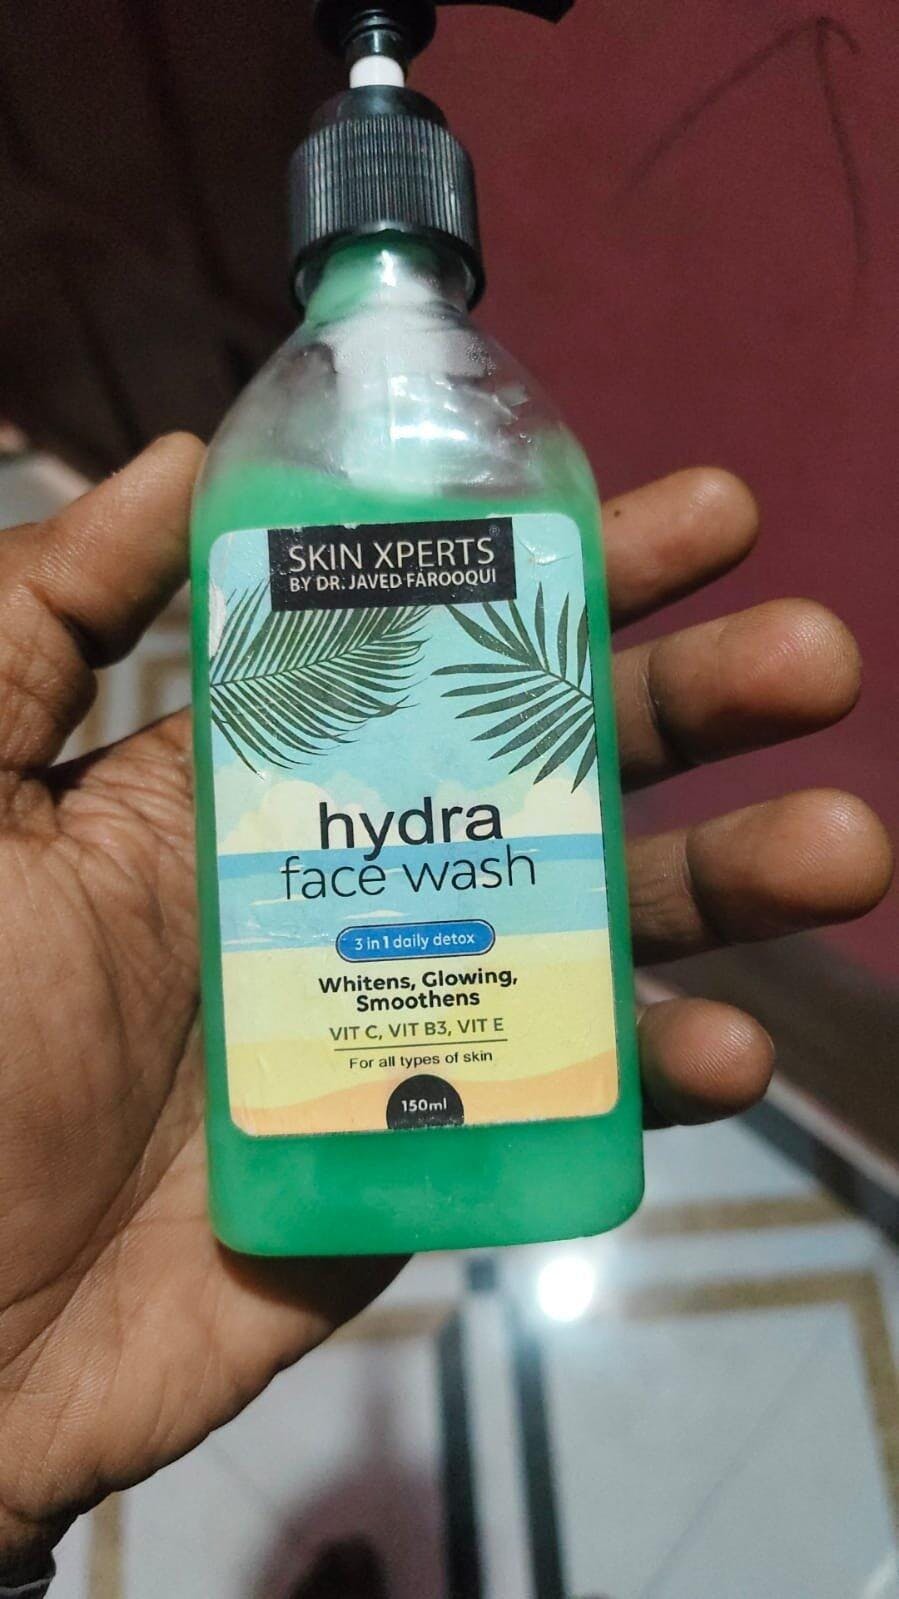 SKIN XPERTS®
BY DR. JAVED FAROOQUI
hydra
face wash
3 in 1 daily detox
Whitens, Glowing,
Smoothens
VIT C, VIT B3, VIT E
For all types of skin
150ml